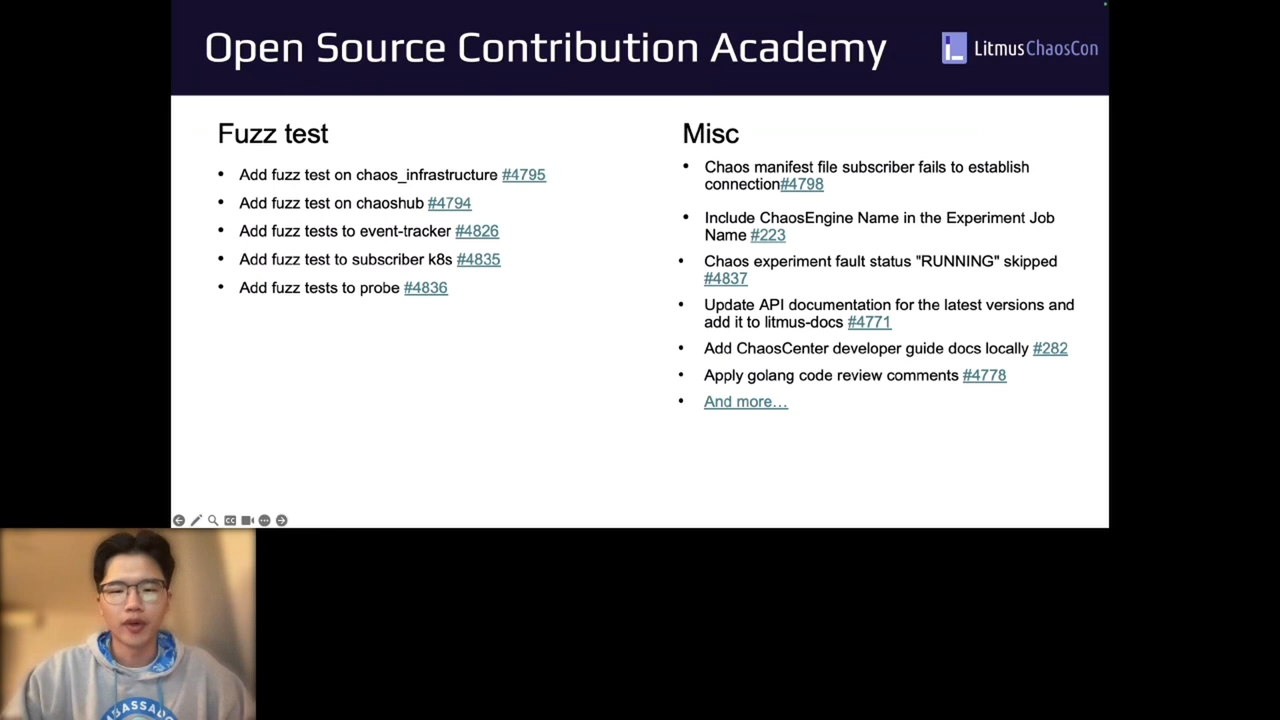 Open Source Contribution Academy
LitmusChaosCon
Fuzz test
• Add fuzz test on chaos_infrastructure #4795
• Add fuzz test on chaoshub #4794
• Add fuzz tests to event-tracker #4826
• Add fuzz test to subscriber k8s #4835
• Add fuzz tests to probe #4836
Misc
• Chaos manifest file subscriber fails to establish
connection#4798
• Include ChaosEngine Name in the Experiment Job
Name #223
• Chaos experiment fault status "RUNNING" skipped
#4837
• Update API documentation for the latest versions and
add it to litmus-docs #4771
• Add ChaosCenter developer guide docs locally #282
• Apply golang code review comments #4778
• And more…
CC